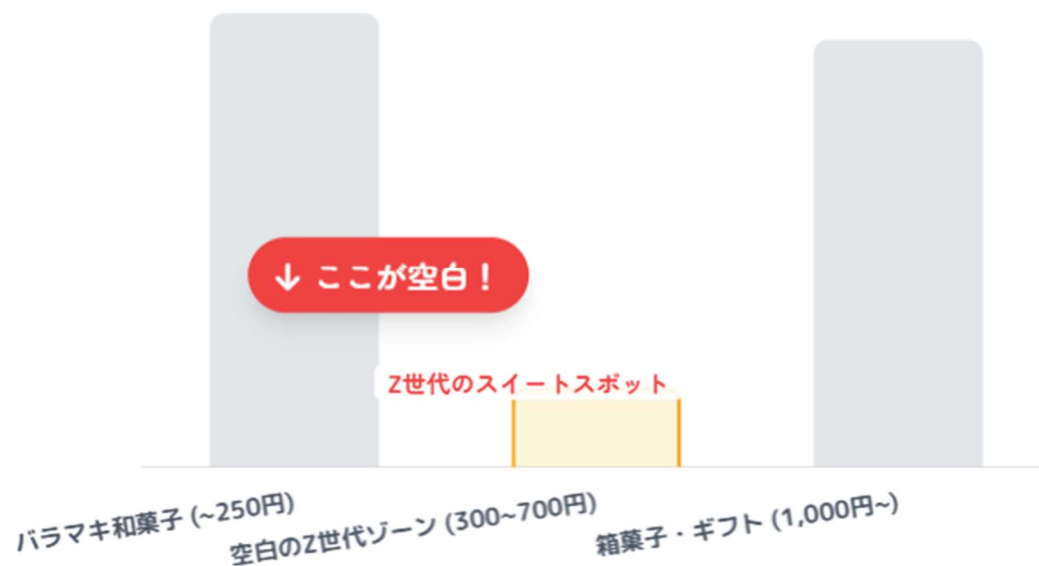 ↓ ここが空白！
Z世代のスイートスポット
バラマキ和菓子 (~250円)
空白のZ世代ゾーン (300~700円)
箱菓子・ギフト (1,000円~)